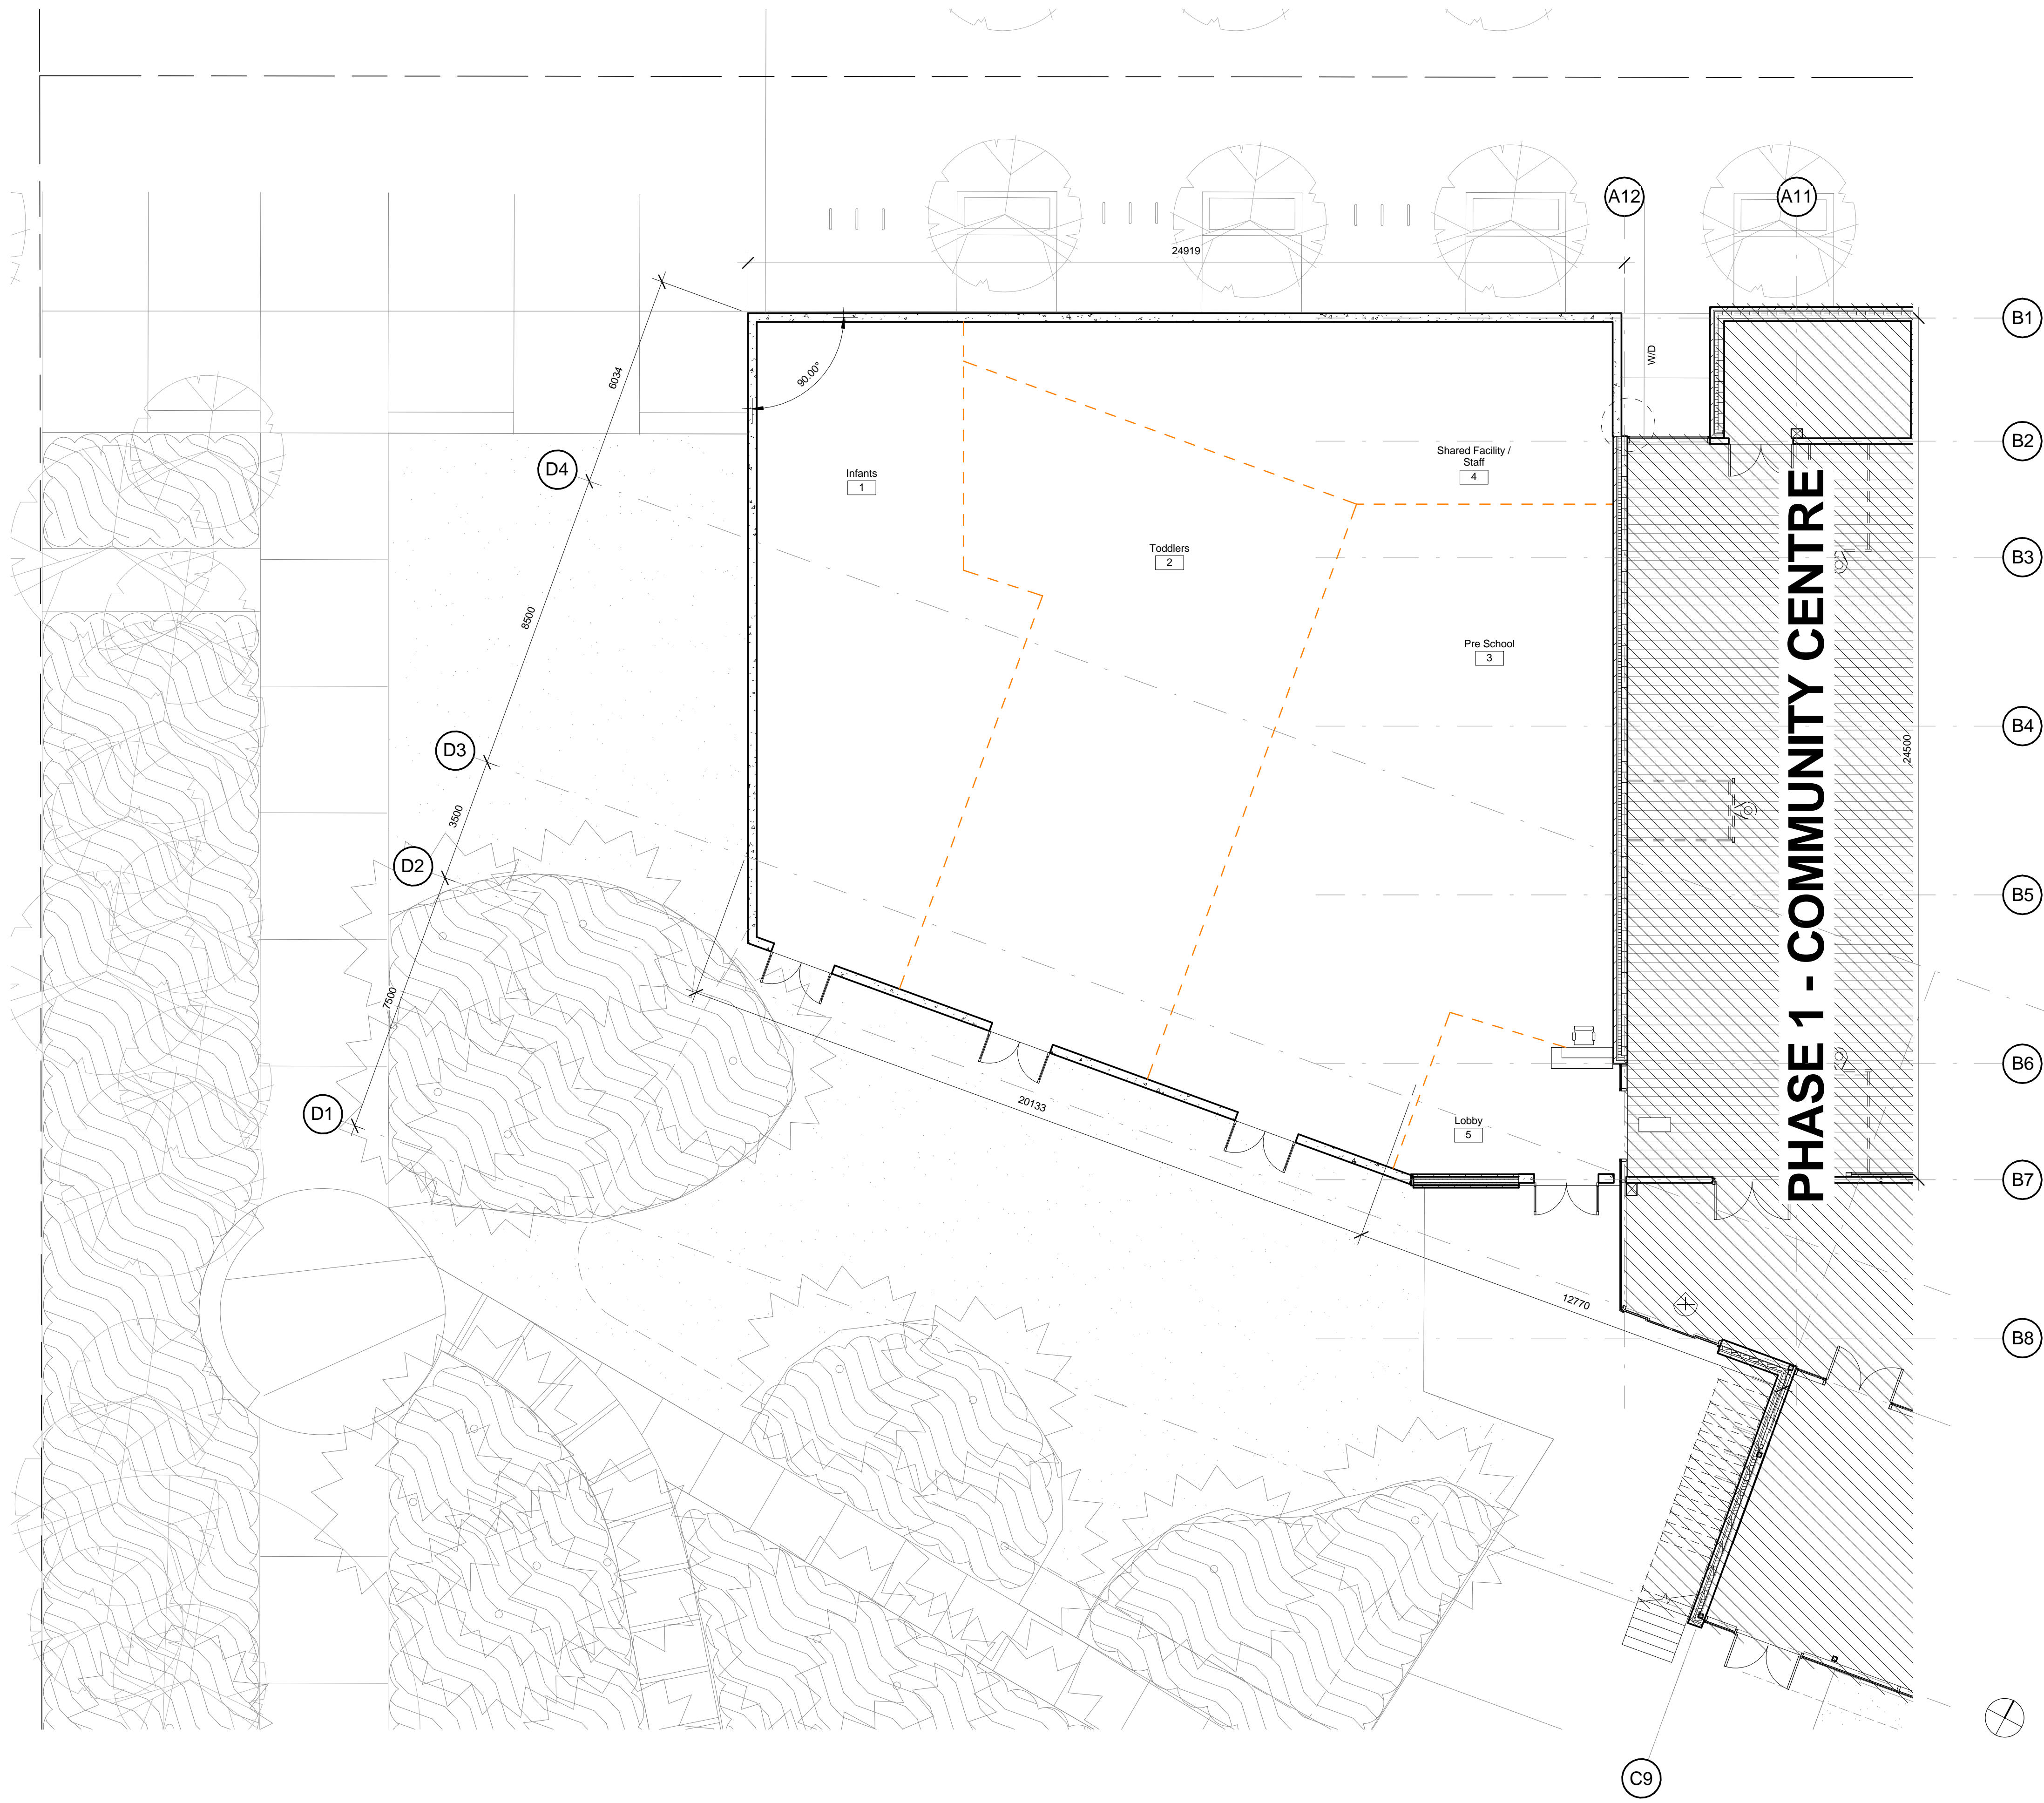 A12
A11
24919
B1
W/D
90.00°
6034
B2
D4
Infants
1
Shared Facility /
Staff
4
Toddlers
2
B3
8500
Pre School
3
D3
B4
24500
PHASE 1 - COMMUNITY CENTRE
3500
D2
B5
7500
B6
20133
D1
Lobby
5
B7
12770
B8
C9